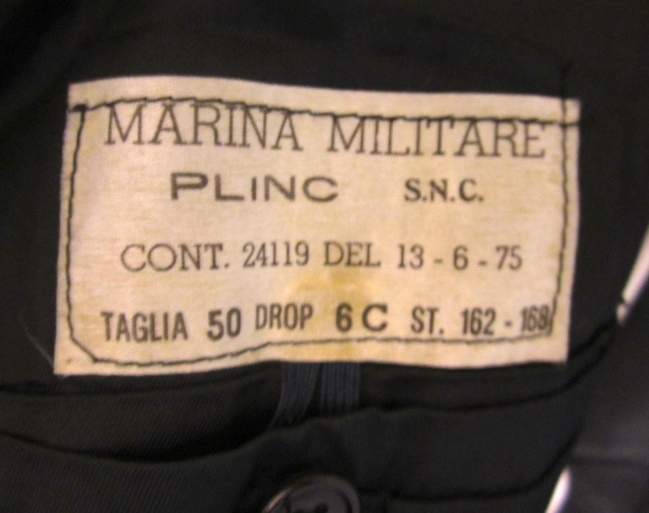 MARINA MILITARE
PLINC S.N.C.
CONT. 24119 DEL 13 - 6 - 75
TAGLIA 50 DROP 6 C ST. 162 - 168